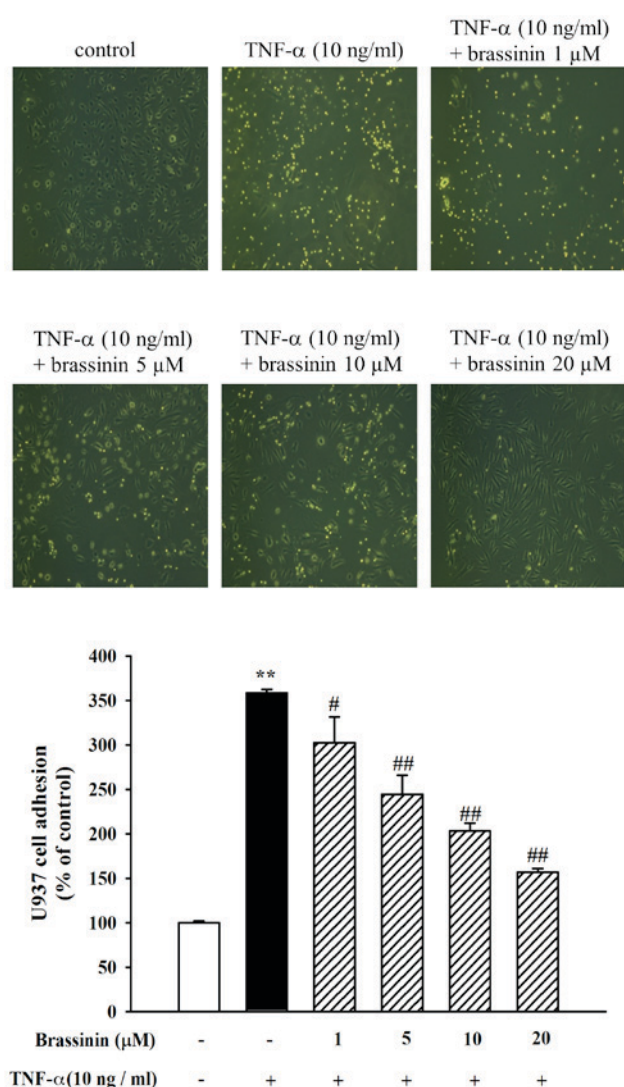 control
TNF-α (10 ng/ml)
TNF-α (10 ng/ml)
+ brassinin 1 µM
TNF-α (10 ng/ml)
+ brassinin 5 µM
TNF-α (10 ng/ml)
+ brassinin 10 µM
TNF-α (10 ng/ml)
+ brassinin 20 µM
U937 cell adhesion
(% of control)
400
350
300
250
200
150
100
50
0
**
#
##
##
##
Brassinin (µM) - - 1 5 10 20
TNF-α(10 ng / ml) - + + + + +